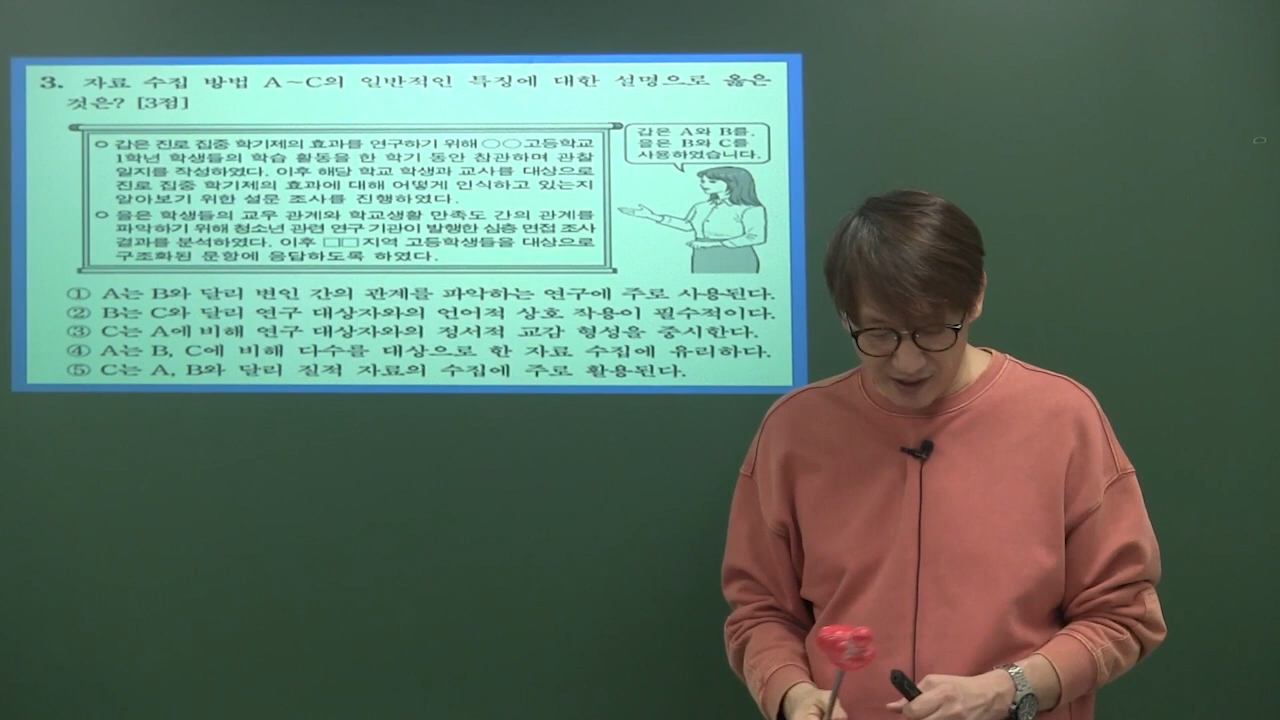 3. 자료 수집 방법 A~C의 일반적인 특징에 대한 설명으로 옳은
것은? [3점]
○ 갑은 진로 집중 학기제의 효과를 연구하기 위해 ○○고등학교
1학년 학생들의 학습 활동을 한 학기 동안 참관하며 관찰
일지를 작성하였다. 이후 해당 학교 학생과 교사를 대상으로
진로 집중 학기제의 효과에 대해 어떻게 인식하고 있는지
알아보기 위한 설문 조사를 진행하였다.
○ 을은 학생들의 교우 관계와 학교생활 만족도 간의 관계를
파악하기 위해 청소년 관련 연구 기관이 발행한 심층 면접 조사
결과를 분석하였다. 이후 □□지역 고등학생들을 대상으로
구조화된 문항에 응답하도록 하였다.
갑은 A와 B를,
을은 B와 C를
사용하였습니다.
① A는 B와 달리 변인 간의 관계를 파악하는 연구에 주로 사용된다.
② B는 C와 달리 연구 대상자와의 언어적 상호 작용이 필수적이다.
③ C는 A에 비해 연구 대상자와의 정서적 교감 형성을 중시한다.
④ A는 B, C에 비해 다수를 대상으로 한 자료 수집에 유리하다.
⑤ C는 A, B와 달리 질적 자료의 수집에 주로 활용된다.